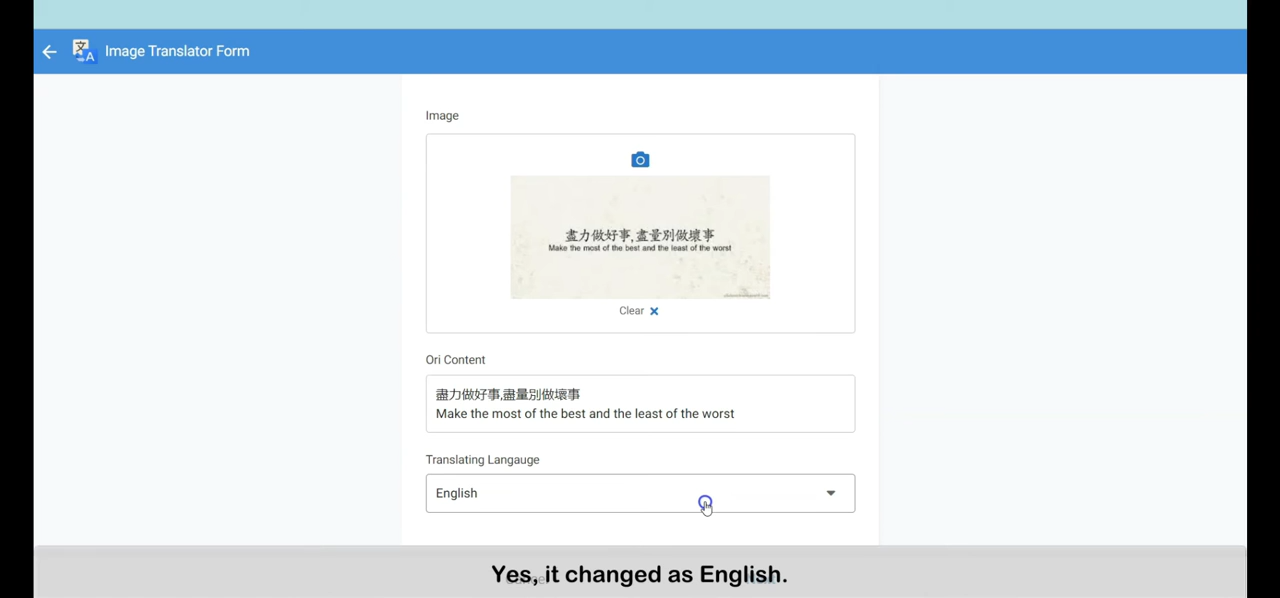 Image Translator Form
Image
盡力做好事,盡量別做壞事
Make the most of the best and the least of the worst
Clear
Ori Content
盡力做好事,盡量別做壞事
Make the most of the best and the least of the worst
Translating Langauge
English
Yes, it changed as English.